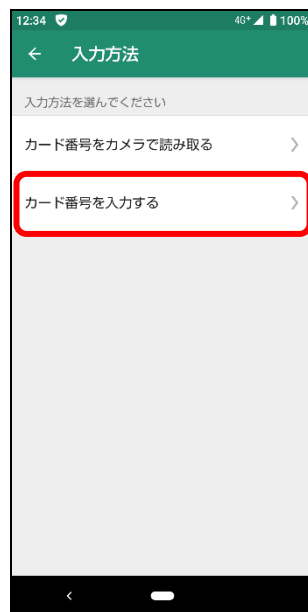 12:34 4G+ 100%
入力方法
入力方法を選んでください
カード番号をカメラで読み取る
カード番号を入力する